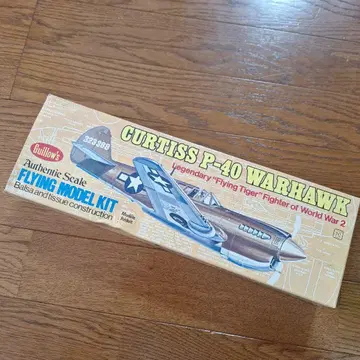 CURTISS P-40 WARHAWK
Legendary "Flying Tiger" Fighter of World War 2
Guillow's
Authentic Scale
FLYING MODEL KIT
Balsa and tissue construction